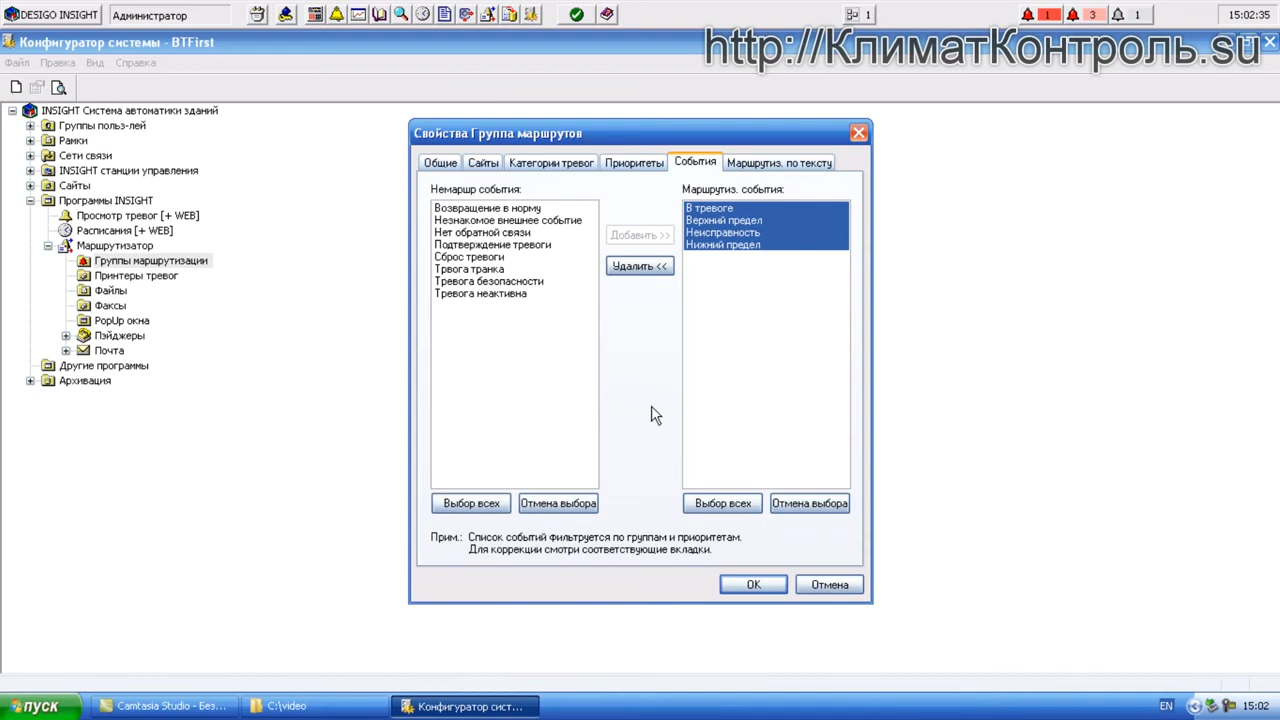 DESIGO INSIGHT
Администратор
1
1
3
1
15:02:35
Конфигуратор системы - BTFirst
http://КлиматКонтроль.su
Файл Правка Вид Справка
INSIGHT Система автоматики зданий
Группы польз-лей
Рамки
Сети связи
INSIGHT станции управления
Сайты
Программы INSIGHT
Просмотр тревог [+ WEB]
Расписания [+ WEB]
Маршрутизатор
Группы маршрутизации
Принтеры тревог
Файлы
Факсы
PopUp окна
Пэйджеры
Почта
Другие программы
Архивация
Свойства Группа маршрутов
Общие Сайты Категории тревог Приоритеты События Маршрутиз. по тексту
Немаршр события:
Возвращение в норму
Незнакомое внешнее событие
Нет обратной связи
Подтверждение тревоги
Сброс тревоги
Трвога транка
Тревога безопасности
Тревога неактивна
Добавить >>
Удалить <<
Маршрутиз. события:
В тревоге
Верхний предел
Неисправность
Нижний предел
Выбор всех Отмена выбора Выбор всех Отмена выбора
Прим.: Список событий фильтруется по группам и приоритетам.
Для коррекции смотри соответствующие вкладки.
OK Отмена
пуск
Camtasia Studio - Без...
C:\video
Конфигуратор сист...
EN
15:02